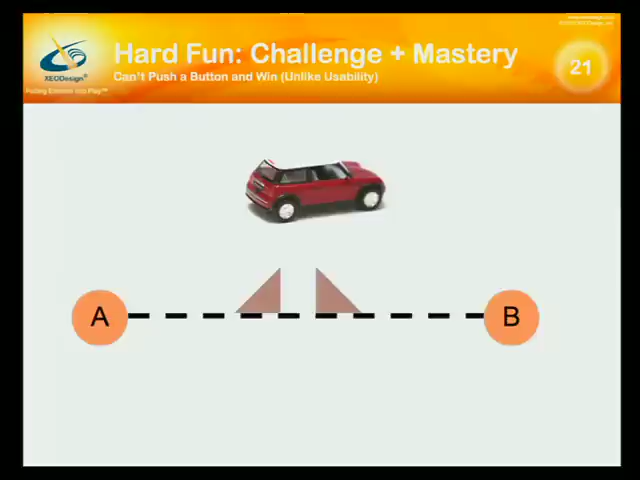 Hard Fun: Challenge + Mastery
Can't Push a Button and Win (Unlike Usability)
21
XEODesign®
A
B